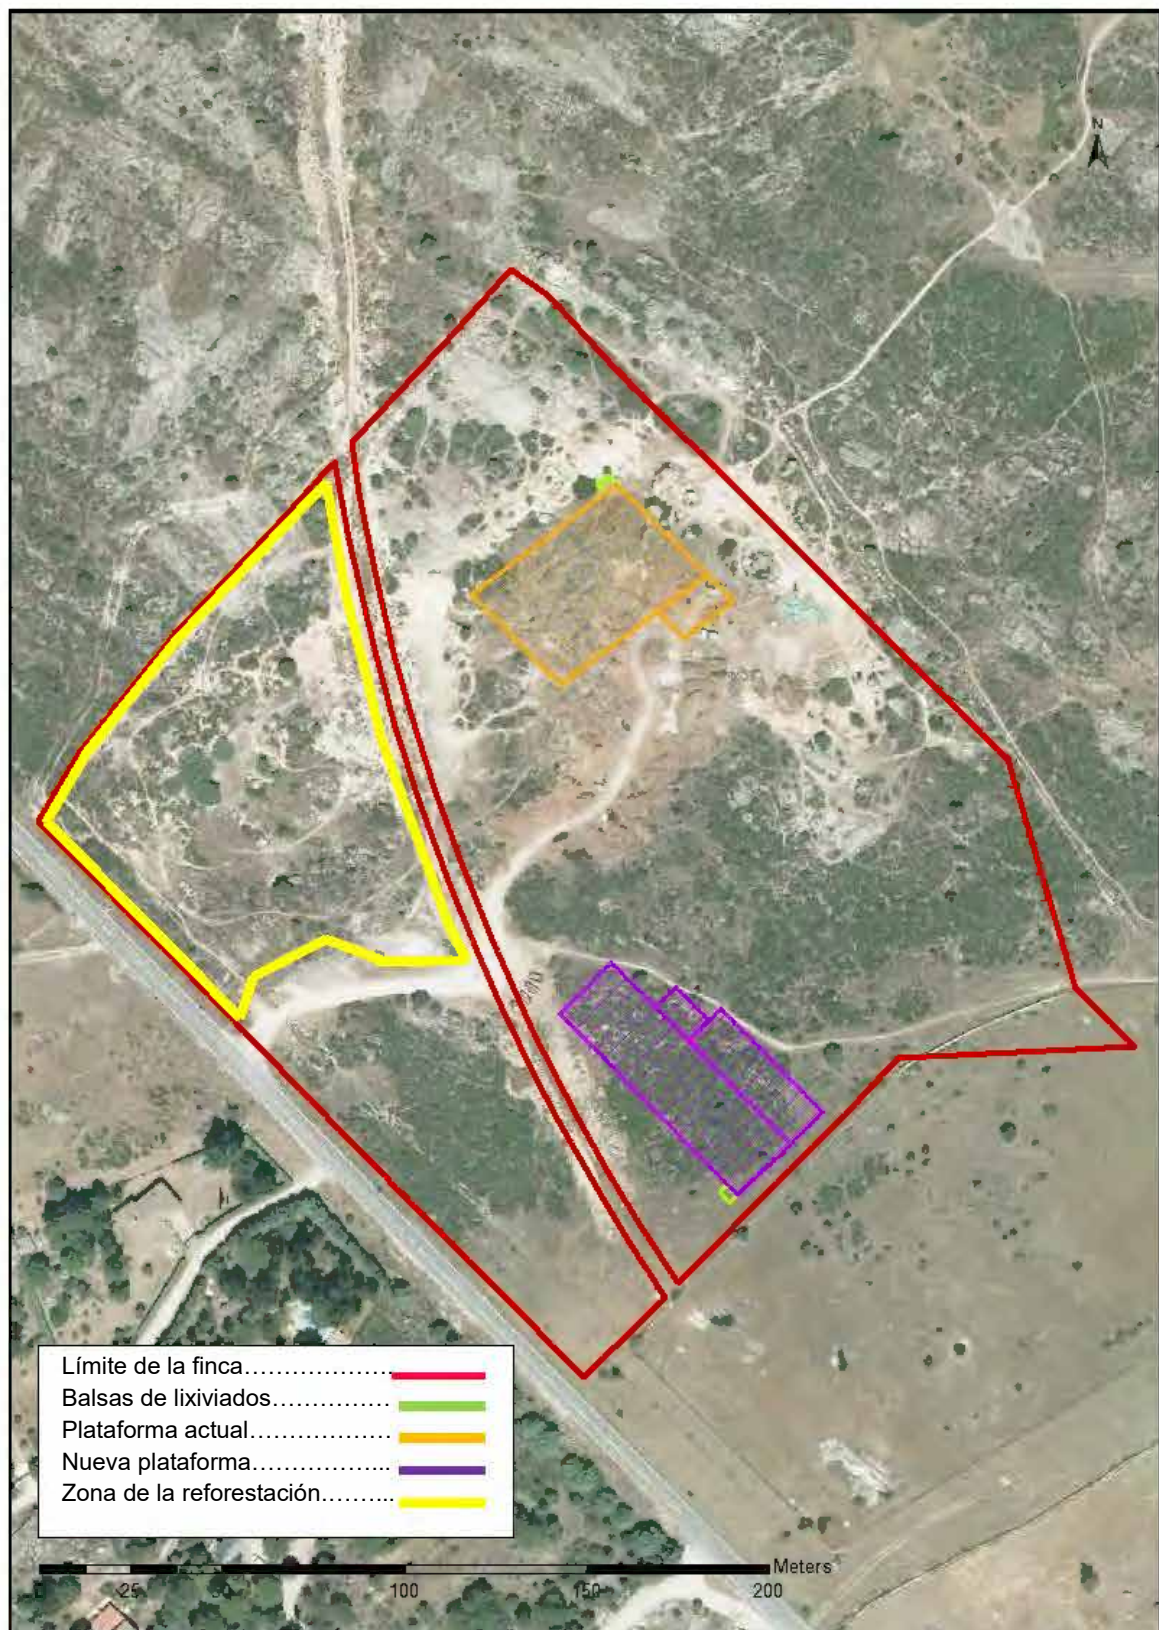 N
Límite de la finca…………………
Balsas de lixiviados……………
Plataforma actual………………
Nueva plataforma……………...
Zona de la reforestación……...
Meters
0 25 50 100 150 200